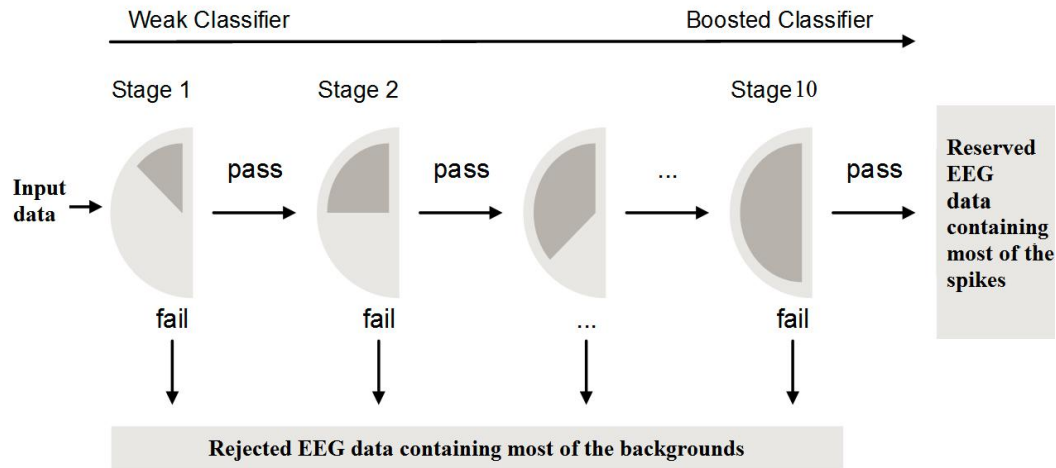 Weak Classifier
Boosted Classifier
Stage 1
Stage 2
Stage 10
Input
data
pass
pass
...
pass
Reserved
EEG
data
containing
most of the
spikes
fail
fail
...
fail
Rejected EEG data containing most of the backgrounds